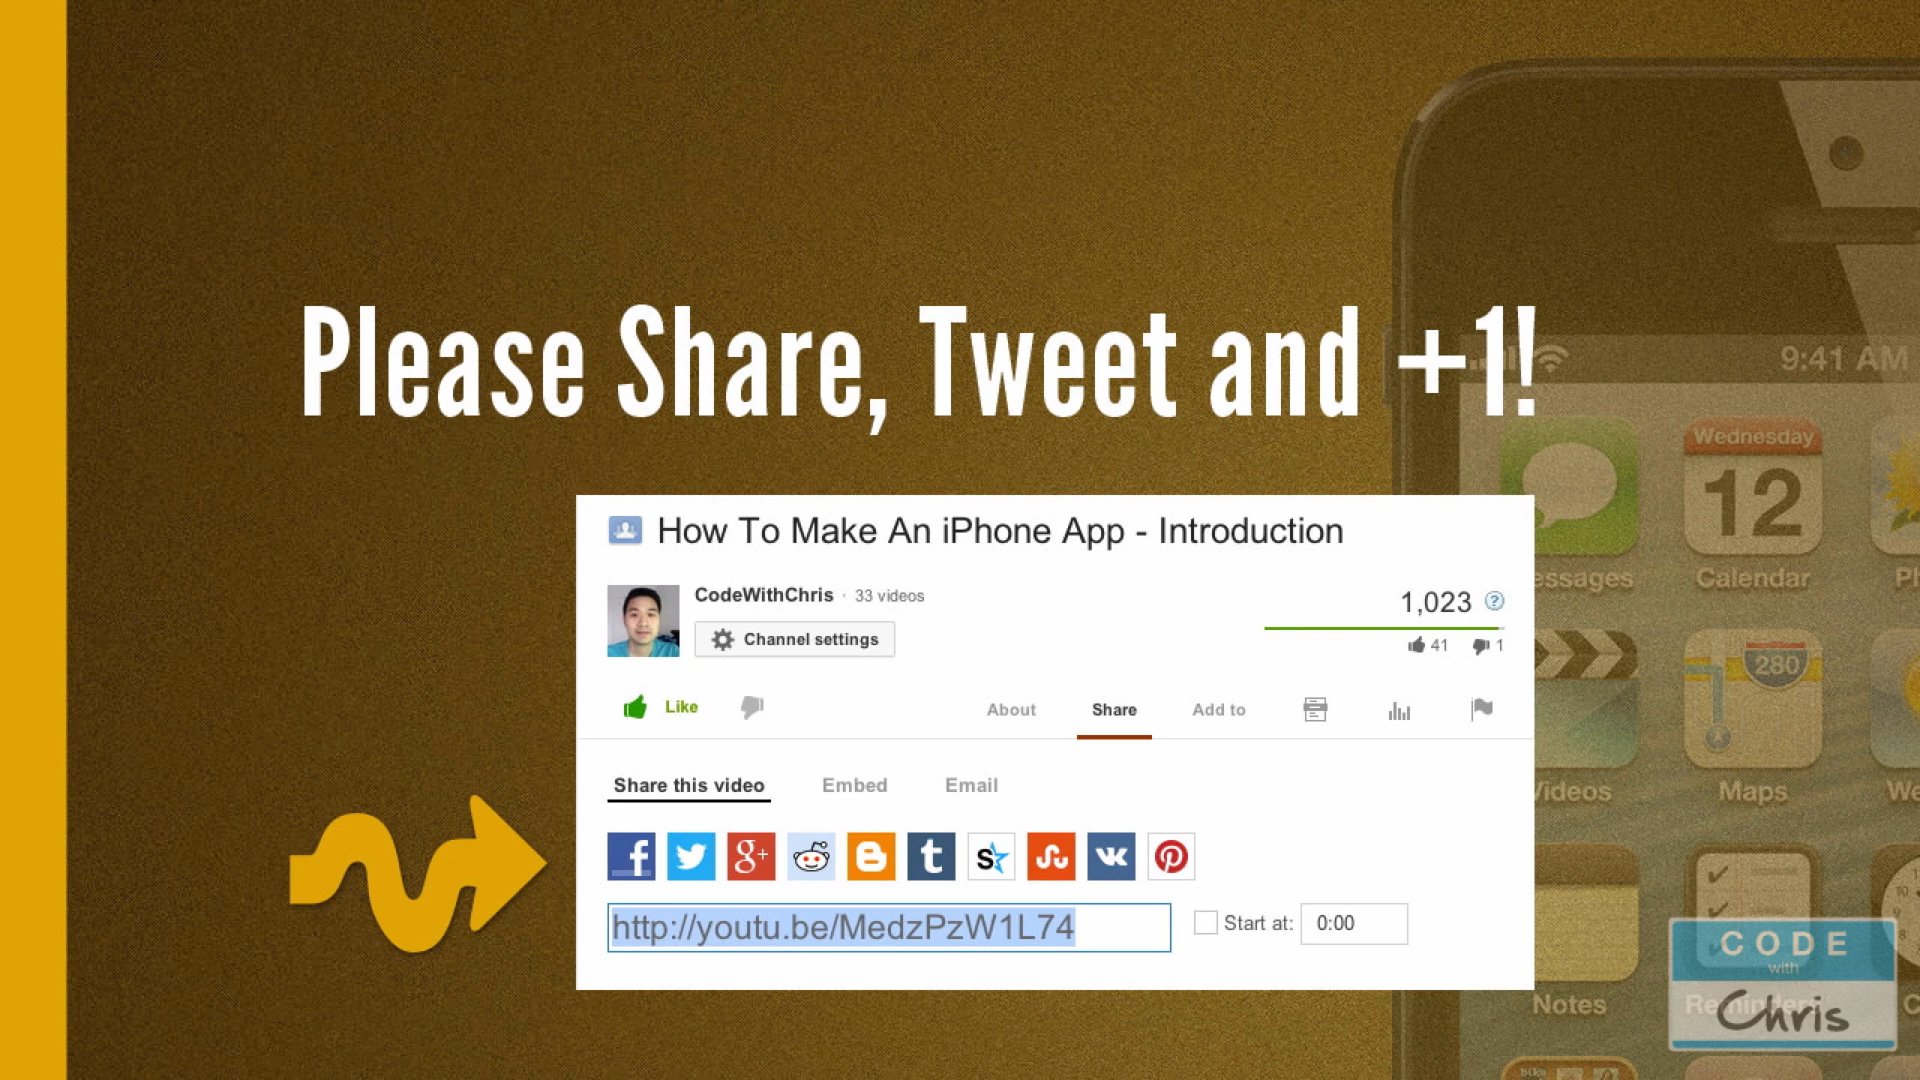 Please Share, Tweet and +1!
9:41 AM
Wednesday
12
How To Make An iPhone App - Introduction
Calendar
CodeWithChris · 33 videos
1,023
Channel settings
41
1
280
Like
About
Share
Add to
Maps
Share this video
Embed
Email
http://youtu.be/MedzPzW1L74
Start at:
0:00
CODE
with
Chris
Notes
Reminders